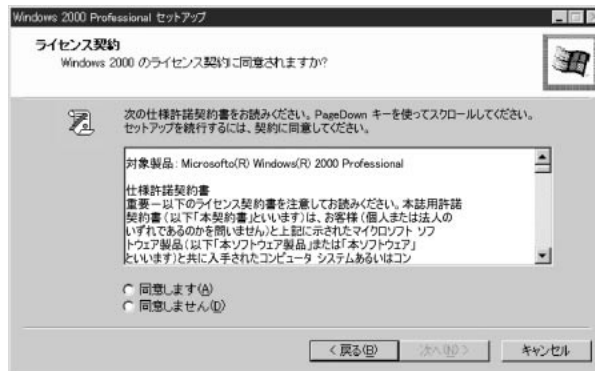 Windows 2000 Professional セットアップ
ライセンス契約
Windows 2000 のライセンス契約に同意されますか?
次の仕様許諾契約書をお読みください。PageDown キーを使ってスクロールしてください。
セットアップを続行するには、契約に同意してください。
対象製品 : Microsofto(R) Windows(R) 2000 Professional
仕様許諾契約書
重要－以下のライセンス契約書を注意してお読みください。本誌用許諾
契約書(以下「本契約書」といいます)は、お客様(個人または法人の
いずれであるのかを問いません)と上記に示されたマイクロソフト ソフ
トウェア製品(以下「本ソフトウェア製品」または「本ソフトウェア」
といいます)と共に入手されたコンピュータ システムあるいはコン
同意します(A)
同意しません(D)
< 戻る(B)
次へ(N) >
キャンセル